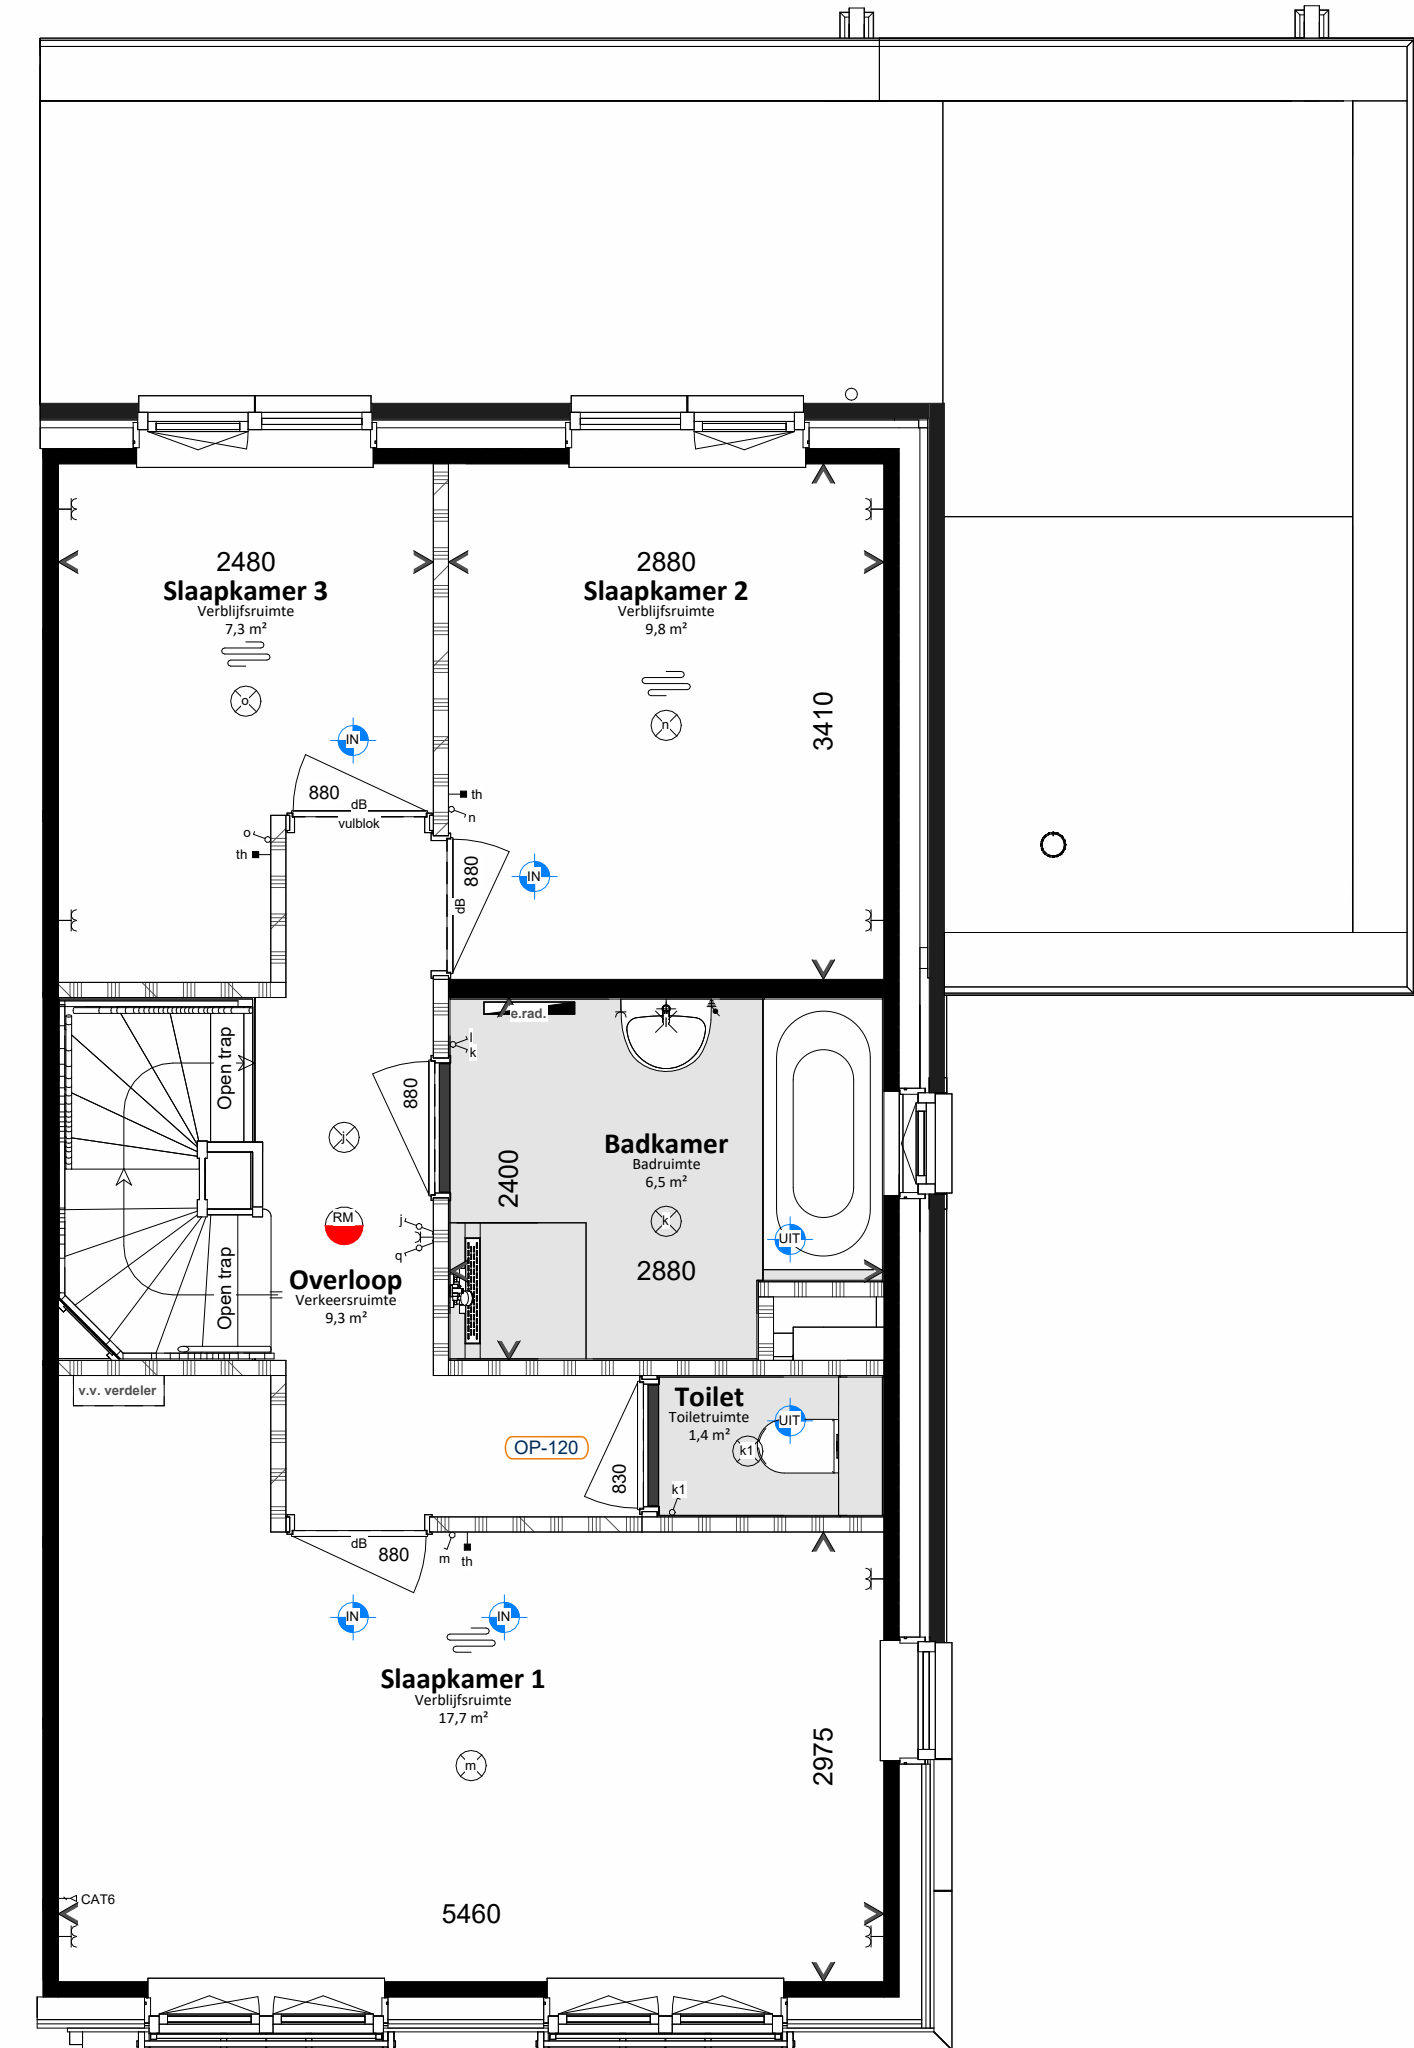 2480
Slaapkamer 3
Verblijfsruimte
7,3 m²
o
IN
880
dB
vulblok
o
th
2880
Slaapkamer 2
Verblijfsruimte
9,8 m²
n
3410
th
n
880
dB
IN
Open trap
Open trap
j
RM
Overloop
Verkeersruimte
9,3 m²
880
j
q
e.rad.
l
k
2400
Badkamer
Badruimte
6,5 m²
k
2880
UIT
v.v. verdeler
OP-120
830
Toilet
Toiletruimte
1,4 m²
UIT
k1
k1
dB
880
m
th
IN
IN
Slaapkamer 1
Verblijfsruimte
17,7 m²
m
2975
CAT6
5460